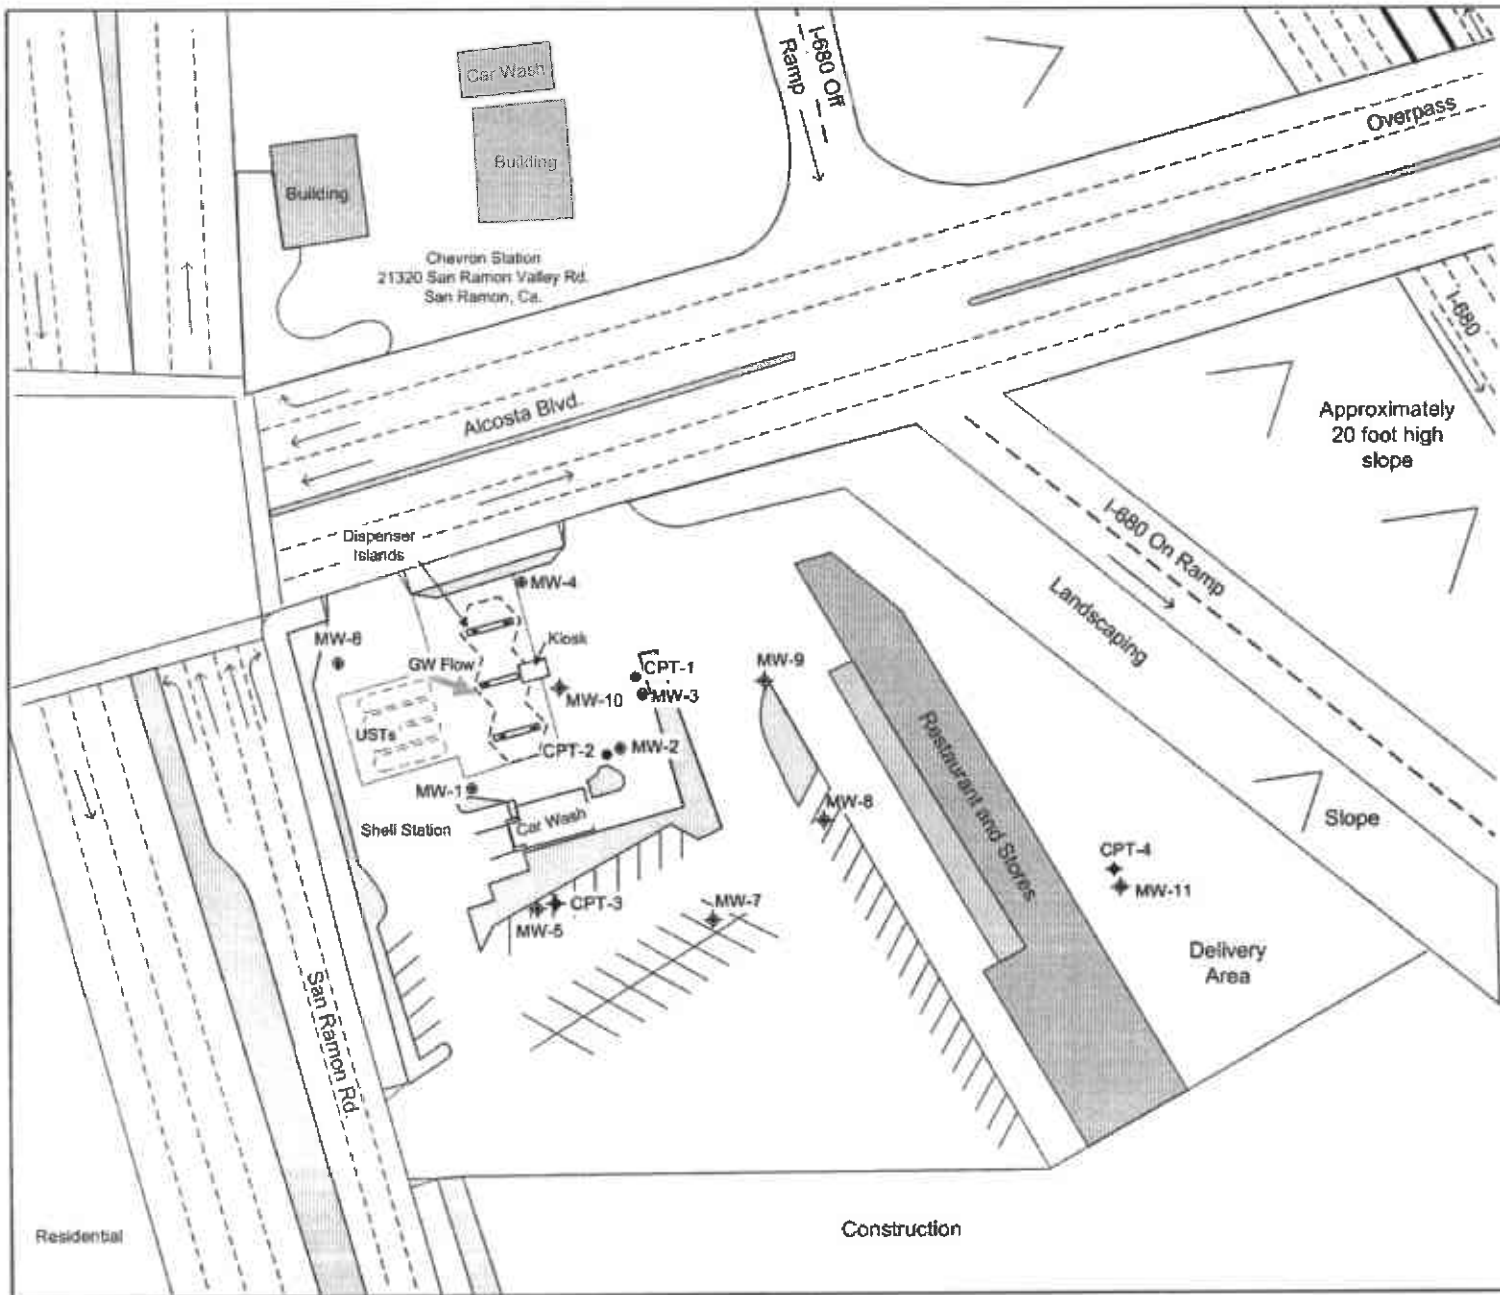 I-680 Off
Ramp
Car Wash
Building
Building
Overpass
Chevron Station
21320 San Ramon Valley Rd.
San Ramon, Ca.
I-680
Alcosta Blvd.
Approximately
20 foot high
slope
Dispenser
Islands
I-680 On Ramp
Landscaping
MW-4
MW-6
Kiosk
GW Flow
CPT-1
MW-3
MW-9
MW-10
USTs
CPT-2
MW-2
MW-1
MW-8
Shell Station
Car Wash
Restaurant and Stores
Slope
CPT-4
MW-11
CPT-3
MW-7
MW-5
Delivery
Area
San Ramon Rd.
Construction
Residential